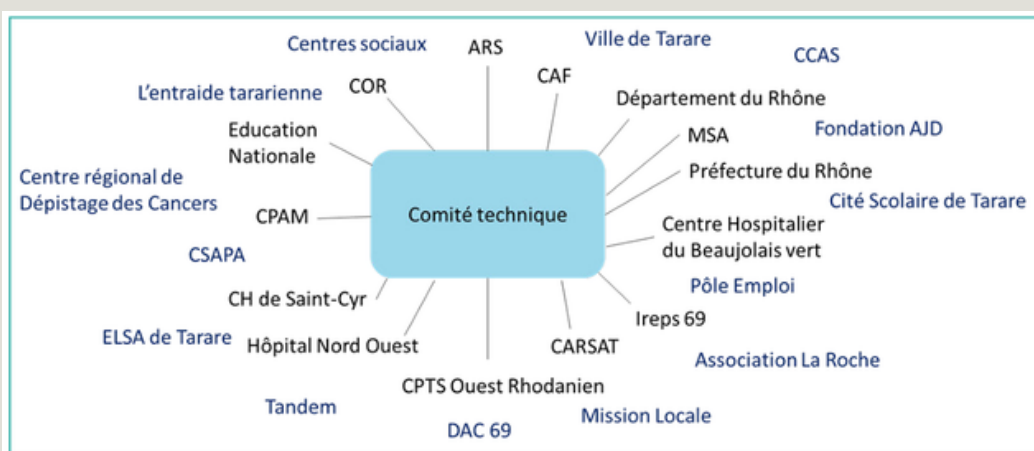 Centres sociaux
ARS
Ville de Tarare
CCAS
COR
CAF
L'entraide tararienne
Département du Rhône
Education
Nationale
MSA
Fondation AJD
Centre régional de
Dépistage des Cancers
Préfecture du Rhône
Cité Scolaire de Tarare
CPAM
Comité technique
Centre Hospitalier
du Beaujolais vert
CSAPA
Pôle Emploi
CH de Saint-Cyr
Ireps 69
ELSA de Tarare
Hôpital Nord Ouest
CARSAT
Association La Roche
CPTS Ouest Rhodanien
Tandem
Mission Locale
DAC 69